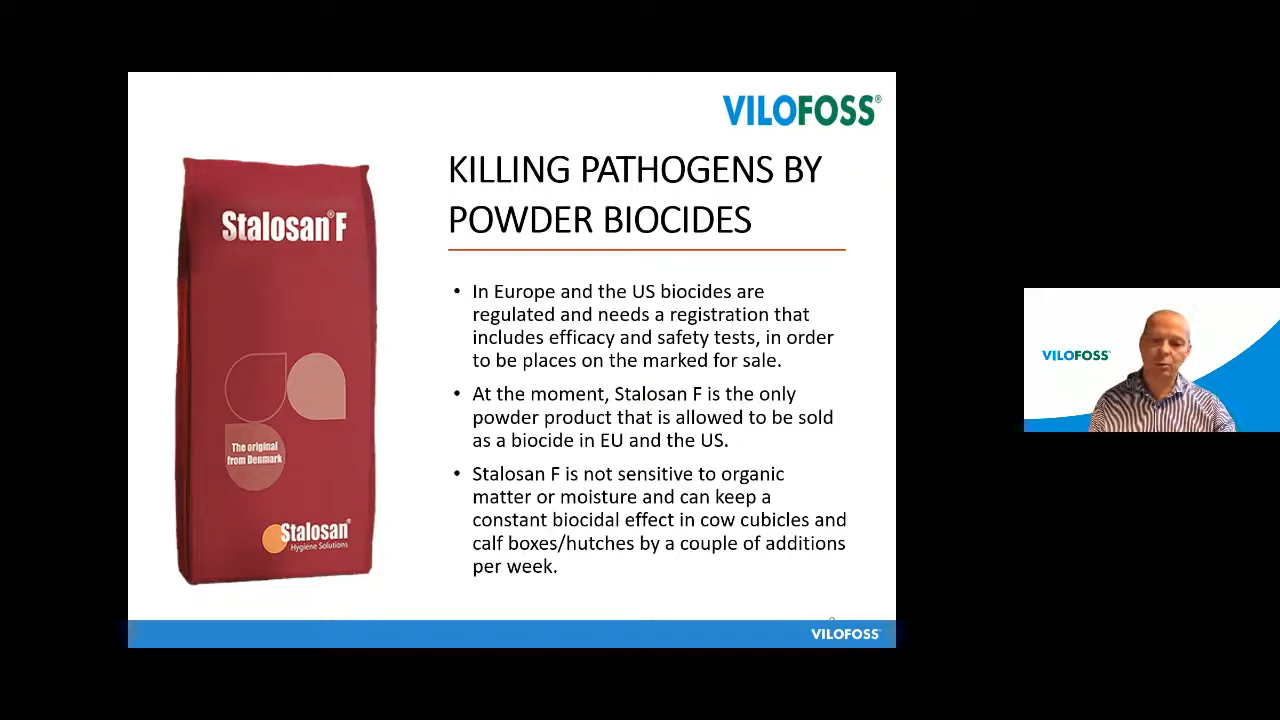 VILOFOSS®
KILLING PATHOGENS BY
POWDER BIOCIDES
Stalosan® F
The original
from Denmark
Stalosan®
Hygiene Solutions
• In Europe and the US biocides are
regulated and needs a registration that
includes efficacy and safety tests, in order
to be places on the marked for sale.
• At the moment, Stalosan F is the only
powder product that is allowed to be sold
as a biocide in EU and the US.
• Stalosan F is not sensitive to organic
matter or moisture and can keep a
constant biocidal effect in cow cubicles and
calf boxes/hutches by a couple of additions
per week.
VILOFOSS®
VILOFOSS®